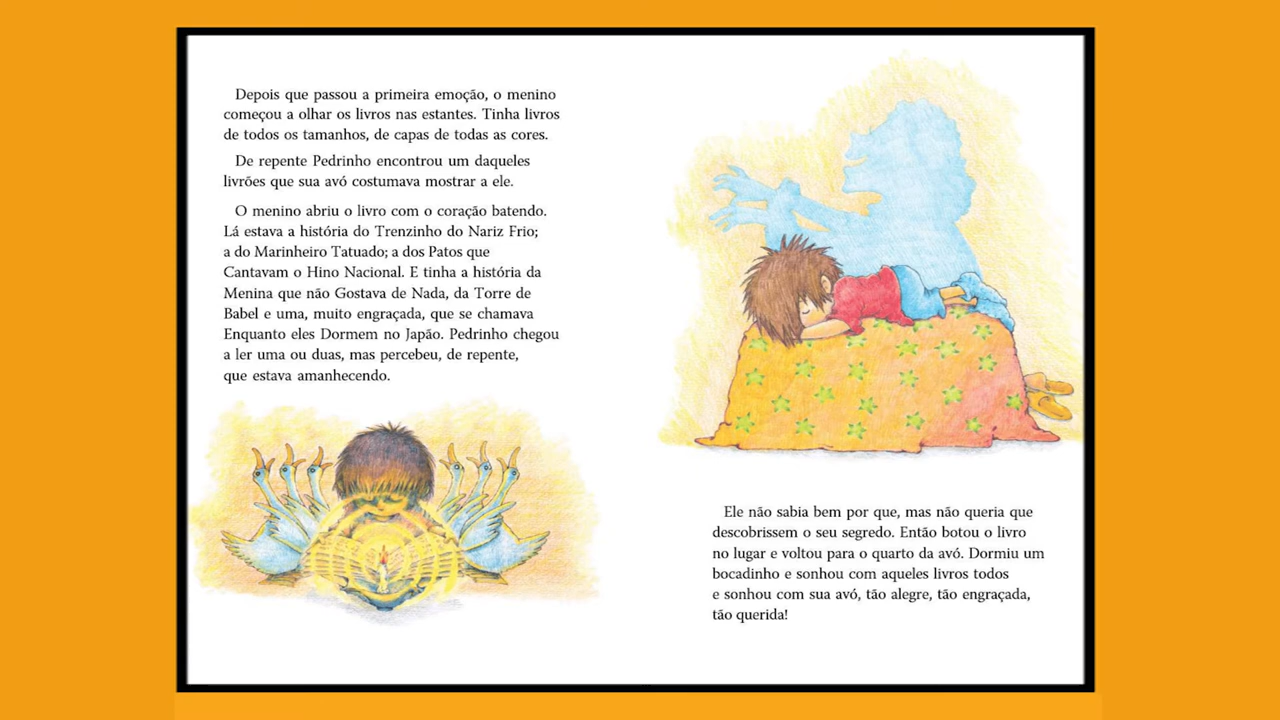 Depois que passou a primeira emoção, o menino
começou a olhar os livros nas estantes. Tinha livros
de todos os tamanhos, de capas de todas as cores.
De repente Pedrinho encontrou um daqueles
livrões que sua avó costumava mostrar a ele.
O menino abriu o livro com o coração batendo.
Lá estava a história do Trenzinho do Nariz Frio;
a do Marinheiro Tatuado; a dos Patos que
Cantavam o Hino Nacional. E tinha a história da
Menina que não Gostava de Nada, da Torre de
Babel e uma, muito engraçada, que se chamava
Enquanto eles Dormem no Japão. Pedrinho chegou
a ler uma ou duas, mas percebeu, de repente,
que estava amanhecendo.
Ele não sabia bem por que, mas não queria que
descobrissem o seu segredo. Então botou o livro
no lugar e voltou para o quarto da avó. Dormiu um
bocadinho e sonhou com aqueles livros todos
e sonhou com sua avó, tão alegre, tão engraçada,
tão querida!